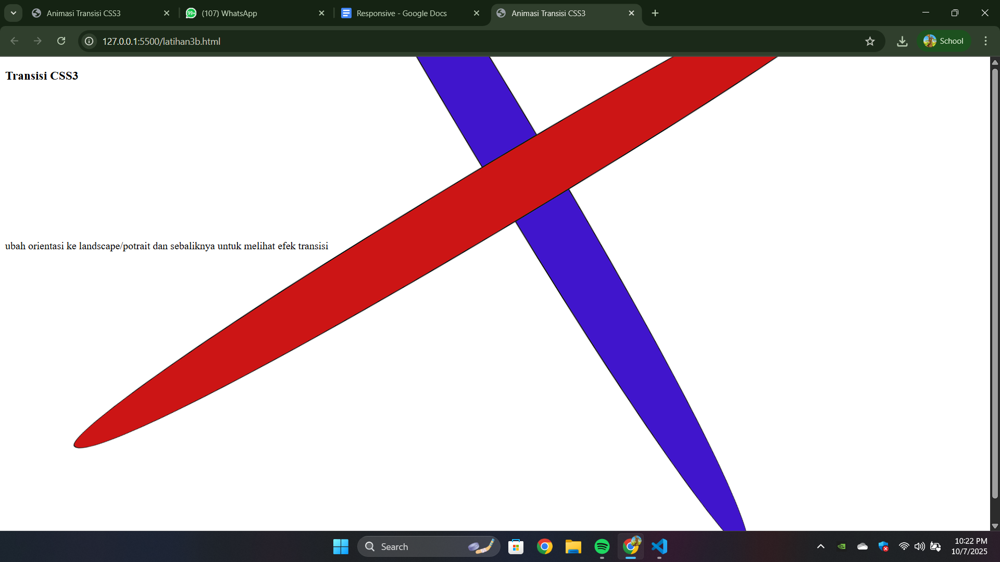 Animasi Transisi CSS3
(107) WhatsApp
Responsive - Google Docs
Animasi Transisi CSS3
127.0.0.1:5500/latihan3b.html
School
Transisi CSS3
ubah orientasi ke landscape/potrait dan sebaliknya untuk melihat efek transisi
Search
10:22 PM
10/7/2025